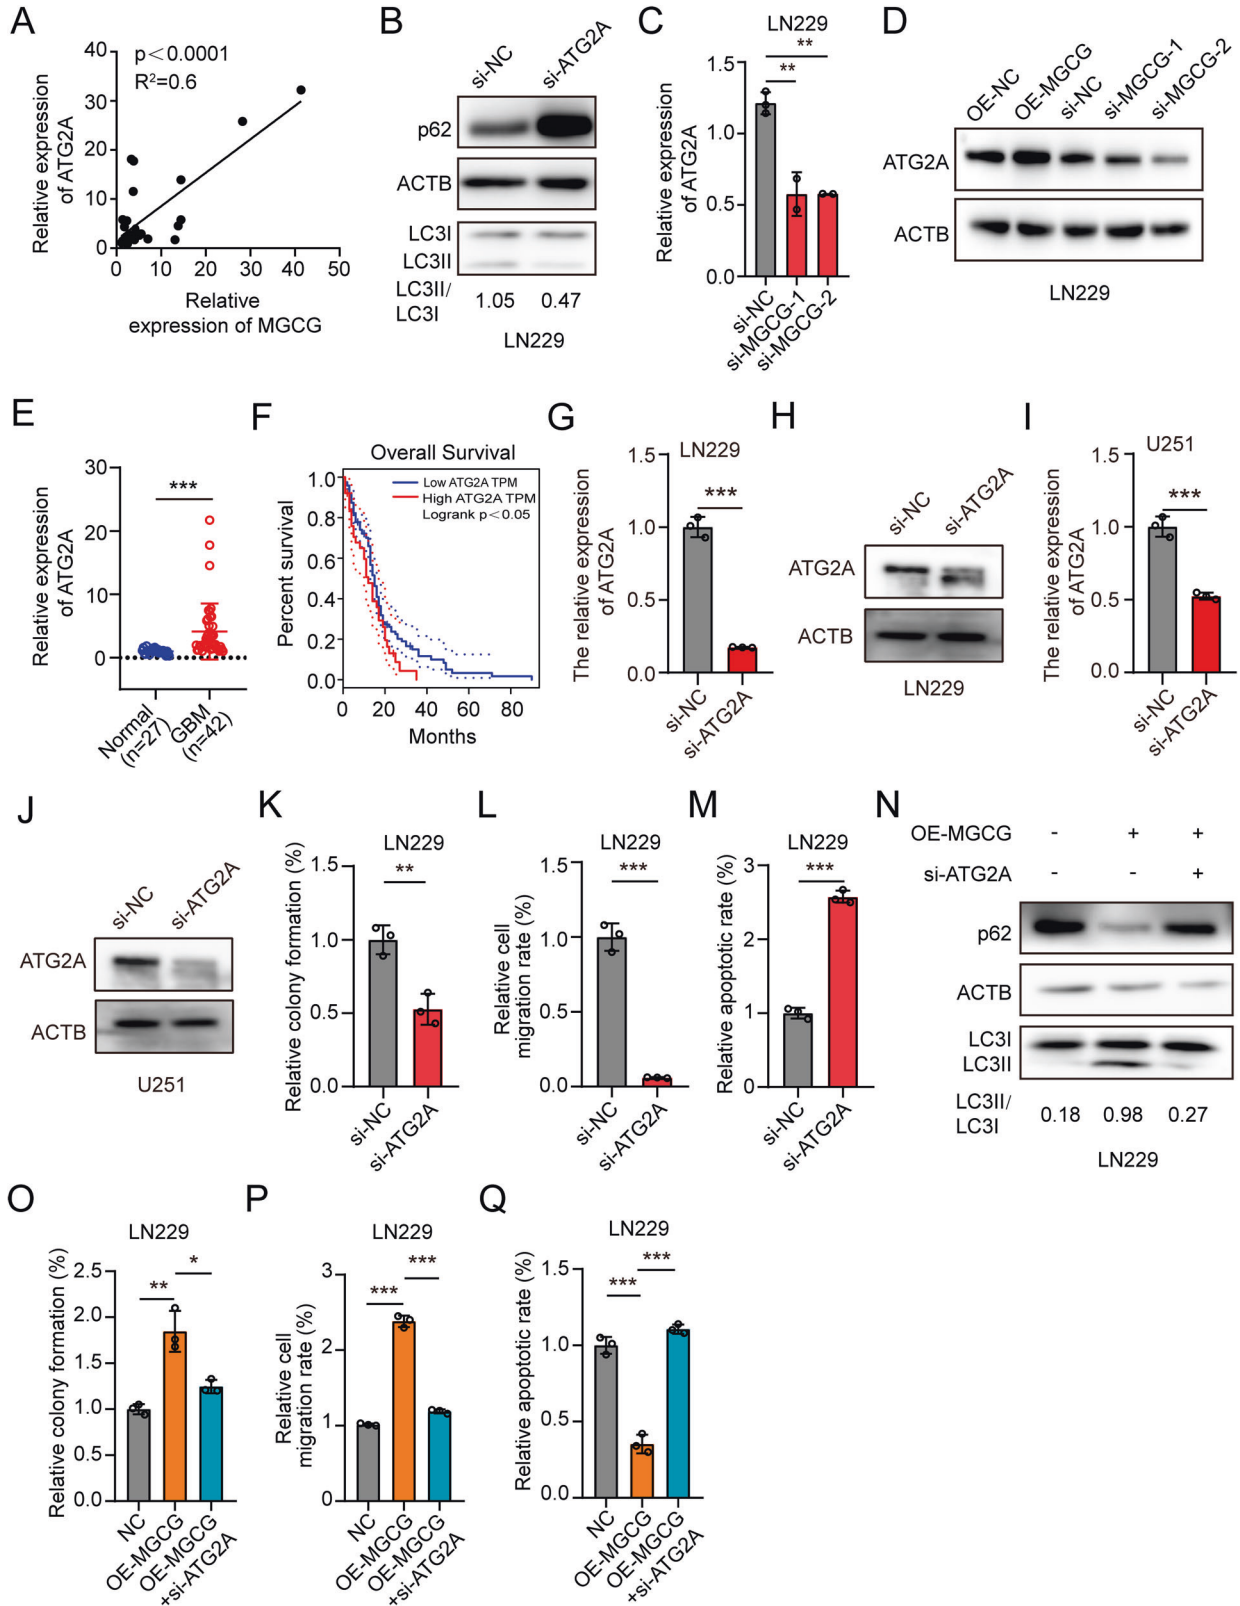 A
p<0.0001
R²=0.6
Relative expression
of ATG2A
40
30
20
10
0
0 10 20 30 40 50
Relative
expression of MGCG
B
si-NC
si-ATG2A
p62
ACTB
LC3I
LC3II
LC3II/
LC3I
1.05 0.47
LN229
C
LN229
**
**
Relative expression
of ATG2A
1.5
1.0
0.5
0.0
si-NC
si-MGCG-1
si-MGCG-2
D
OE-NC
OE-MGCG
si-NC
si-MGCG-1
si-MGCG-2
ATG2A
ACTB
LN229
E
Relative expression
of ATG2A
30
20
10
0
***
Normal
(n=27)
GBM
(n=42)
F
Overall Survival
Low ATG2A TPM
High ATG2A TPM
Logrank p<0.05
Percent survival
1.0
0.8
0.6
0.4
0.2
0.0
0 20 40 60 80
Months
G
LN229
***
The relative expression
of ATG2A
1.5
1.0
0.5
0.0
si-NC
si-ATG2A
H
si-NC
si-ATG2A
ATG2A
ACTB
LN229
I
U251
***
The relative expression
of ATG2A
1.5
1.0
0.5
0.0
si-NC
si-ATG2A
J
si-NC
si-ATG2A
ATG2A
ACTB
U251
K
LN229
**
Relative colony formation (%)
1.5
1.0
0.5
0.0
si-NC
si-ATG2A
L
LN229
***
Relative cell
migration rate (%)
1.5
1.0
0.5
0.0
si-NC
si-ATG2A
M
LN229
***
Relative apoptotic rate (%)
3
2
1
0
si-NC
si-ATG2A
N
OE-MGCG - + +
si-ATG2A - - +
p62
ACTB
LC3I
LC3II
LC3II/
LC3I
0.18 0.98 0.27
LN229
O
LN229
*
**
Relative colony formation (%)
2.5
2.0
1.5
1.0
0.5
0.0
NC
OE-MGCG
OE-MGCG
+si-ATG2A
P
LN229
***
***
Relative cell
migration rate (%)
3
2
1
0
NC
OE-MGCG
OE-MGCG
+si-ATG2A
Q
LN229
***
***
Relative apoptotic rate (%)
1.5
1.0
0.5
0.0
NC
OE-MGCG
OE-MGCG
+si-ATG2A